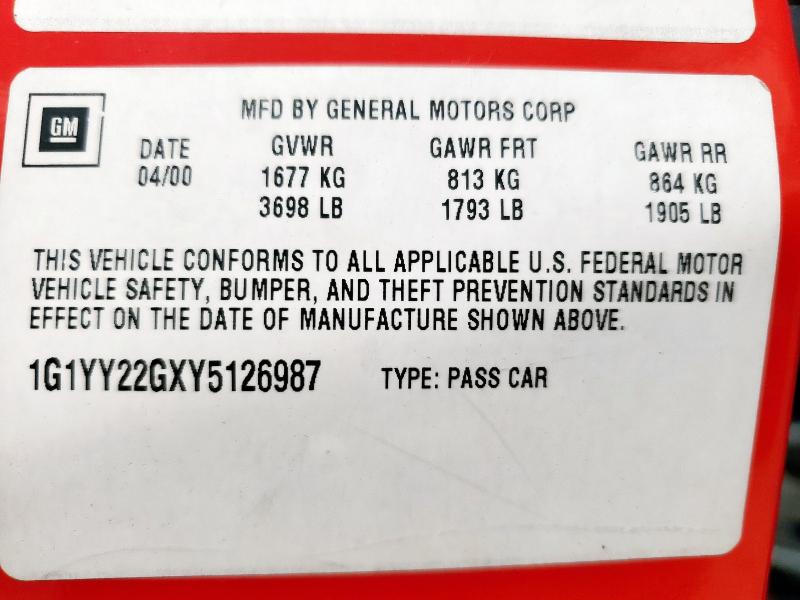 GM
MFD BY GENERAL MOTORS CORP
DATE GVWR GAWR FRT GAWR RR
04/00 1677 KG 813 KG 864 KG
3698 LB 1793 LB 1905 LB
THIS VEHICLE CONFORMS TO ALL APPLICABLE U.S. FEDERAL MOTOR
VEHICLE SAFETY, BUMPER, AND THEFT PREVENTION STANDARDS IN
EFFECT ON THE DATE OF MANUFACTURE SHOWN ABOVE.
1G1YY22GXY5126987 TYPE: PASS CAR